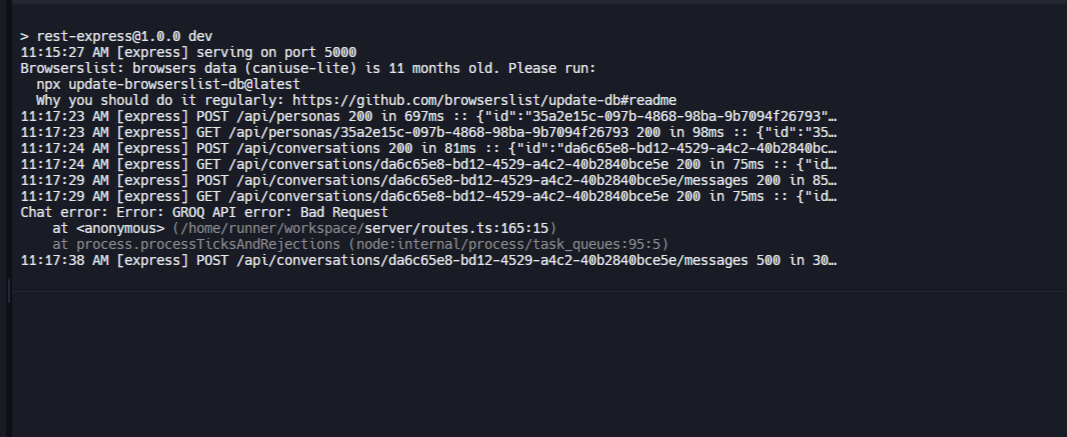 > rest-express@1.0.0 dev
11:15:27 AM [express] serving on port 5000
Browserslist: browsers data (caniuse-lite) is 11 months old. Please run:
  npx update-browserslist-db@latest
  Why you should do it regularly: https://github.com/browserslist/update-db#readme
11:17:23 AM [express] POST /api/personas 200 in 697ms :: {"id":"35a2e15c-097b-4868-98ba-9b7094f26793"…
11:17:23 AM [express] GET /api/personas/35a2e15c-097b-4868-98ba-9b7094f26793 200 in 98ms :: {"id":"35…
11:17:24 AM [express] POST /api/conversations 200 in 81ms :: {"id":"da6c65e8-bd12-4529-a4c2-40b2840bc…
11:17:24 AM [express] GET /api/conversations/da6c65e8-bd12-4529-a4c2-40b2840bce5e 200 in 75ms :: {"id…
11:17:29 AM [express] POST /api/conversations/da6c65e8-bd12-4529-a4c2-40b2840bce5e/messages 200 in 85…
11:17:29 AM [express] GET /api/conversations/da6c65e8-bd12-4529-a4c2-40b2840bce5e 200 in 75ms :: {"id…
Chat error: Error: GROQ API error: Bad Request
    at <anonymous> (/home/runner/workspace/server/routes.ts:165:15)
    at process.processTicksAndRejections (node:internal/process/task_queues:95:5)
11:17:38 AM [express] POST /api/conversations/da6c65e8-bd12-4529-a4c2-40b2840bce5e/messages 500 in 30…